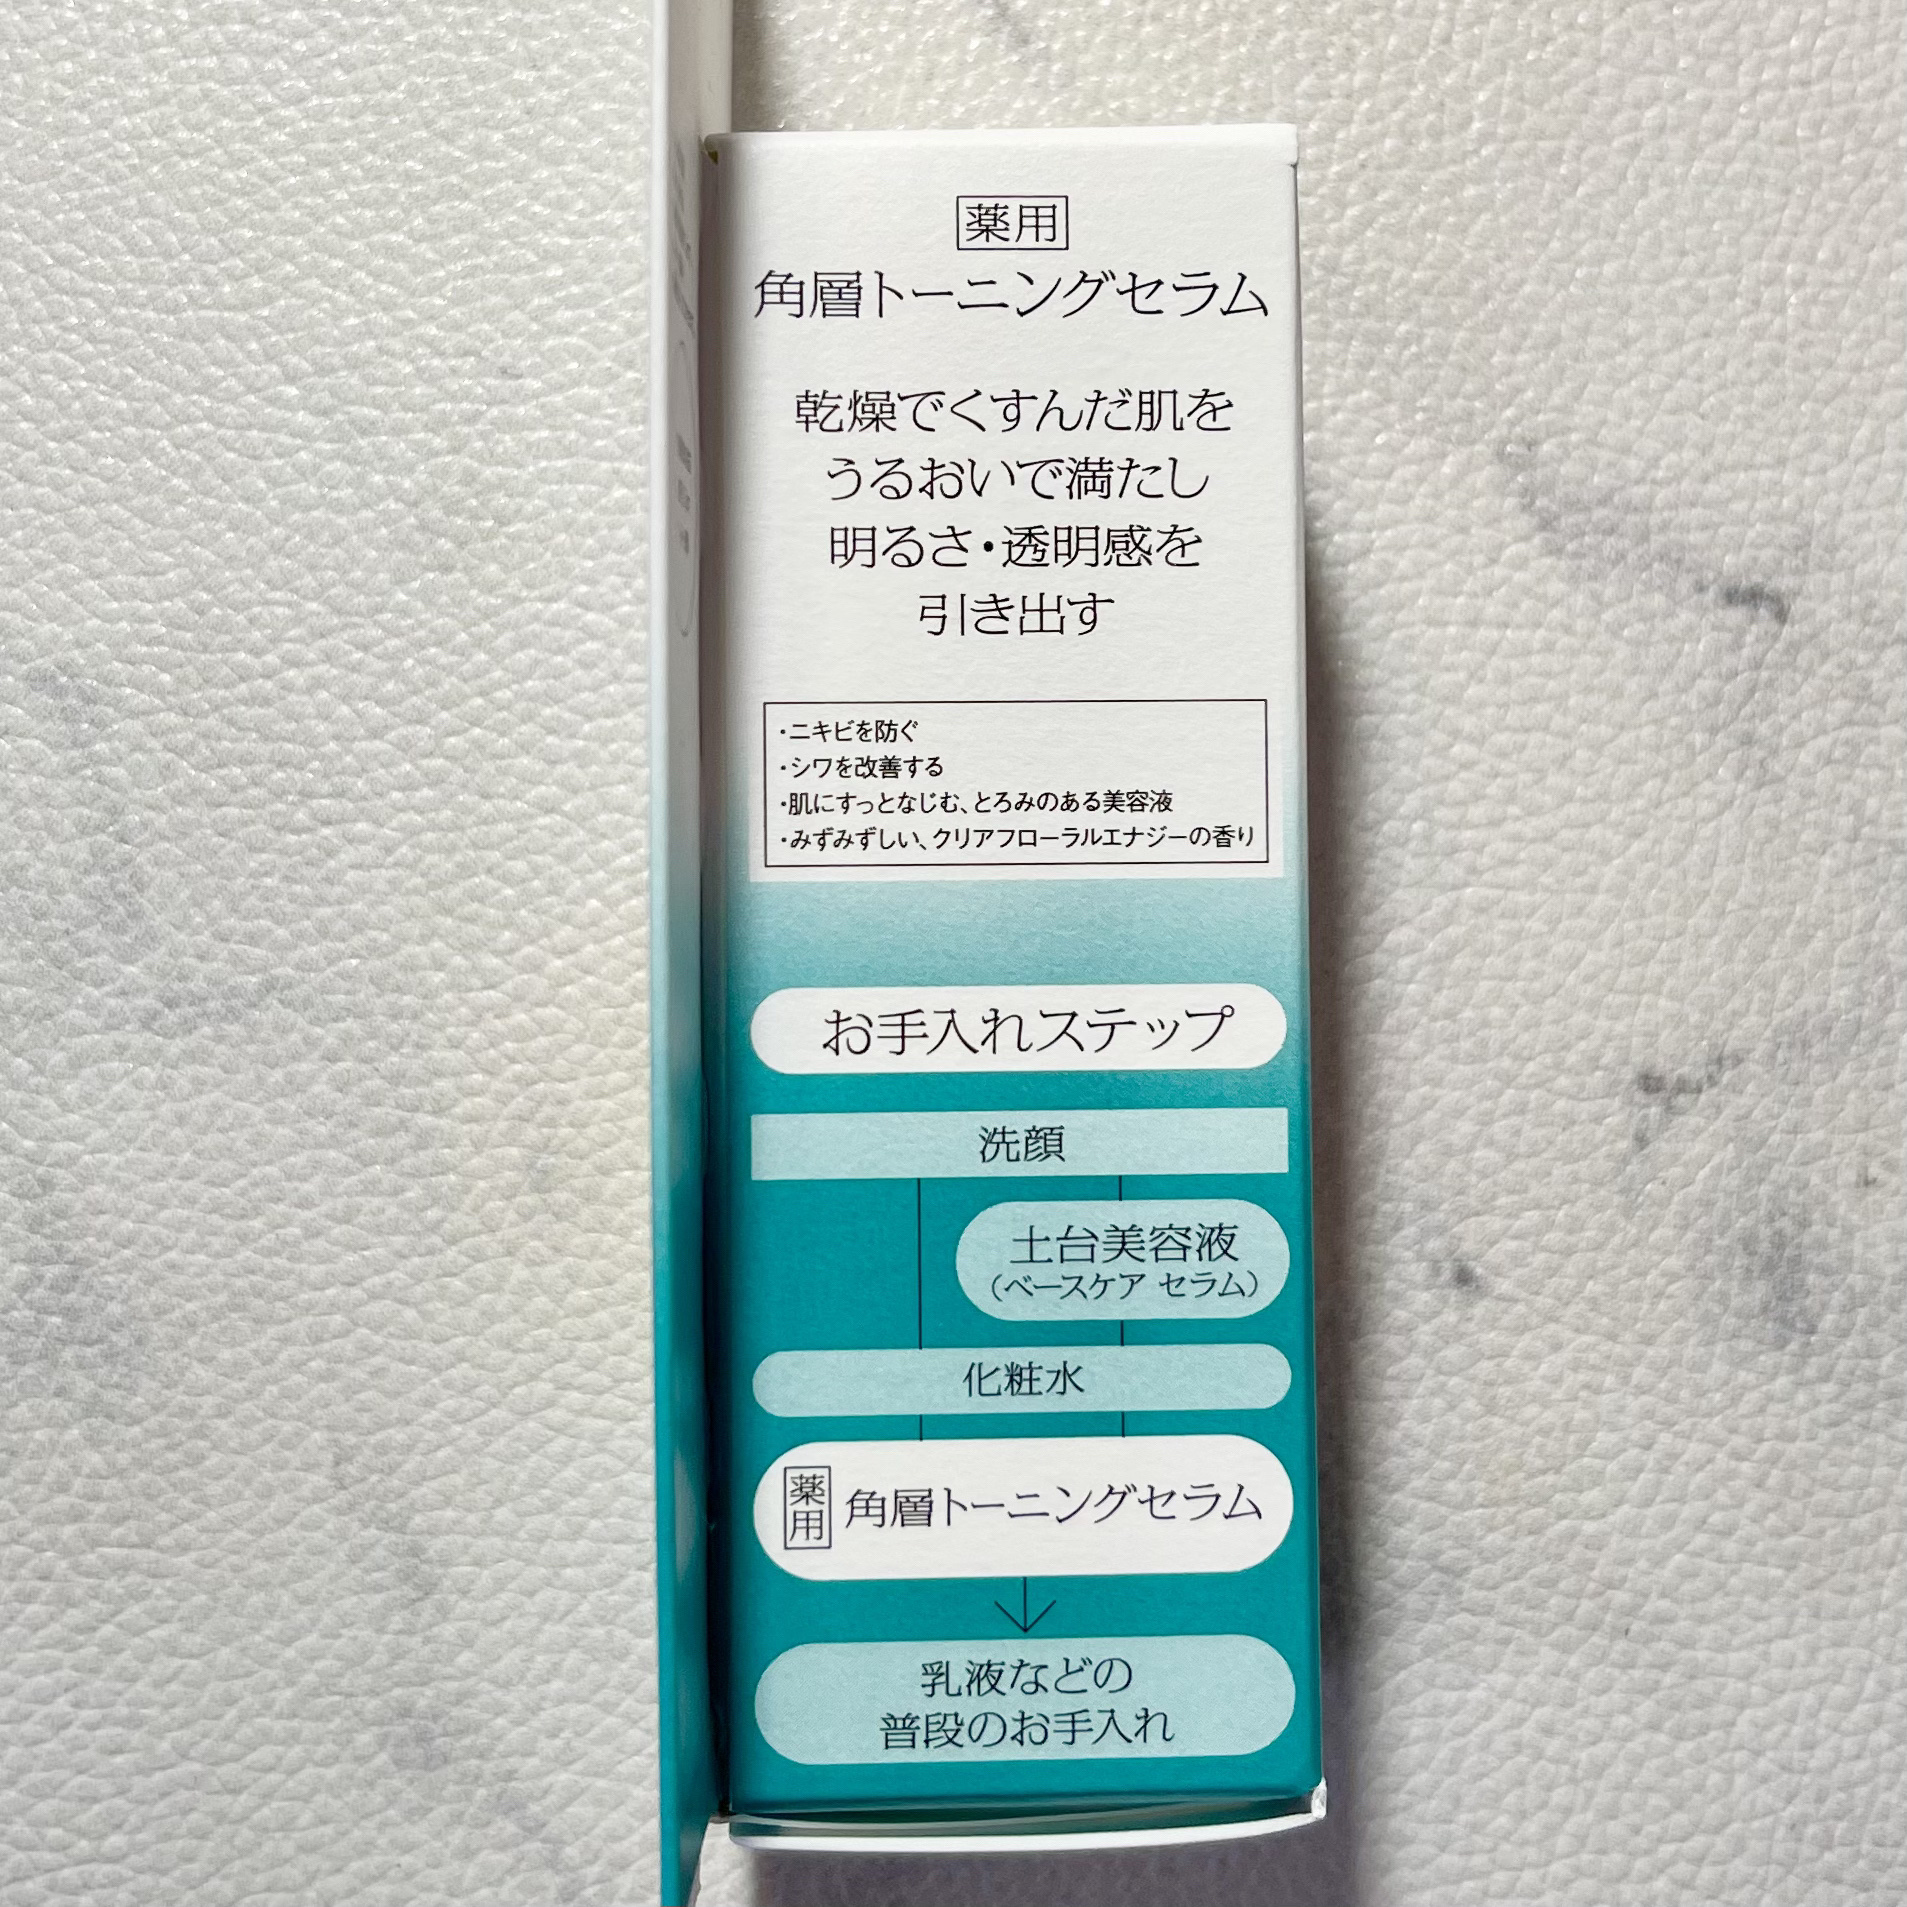 薬用
角層トーニングセラム
乾燥でくすんだ肌を
うるおいで満たし
明るさ・透明感を
引き出す
・ニキビを防ぐ
・シワを改善する
・肌にすっとなじむ、とろみのある美容液
・みずみずしい、クリアフローラルエナジーの香り
お手入れステップ
洗顔
土台美容液
（ベースケア セラム）
化粧水
薬用 角層トーニングセラム
乳液などの
普段のお手入れ